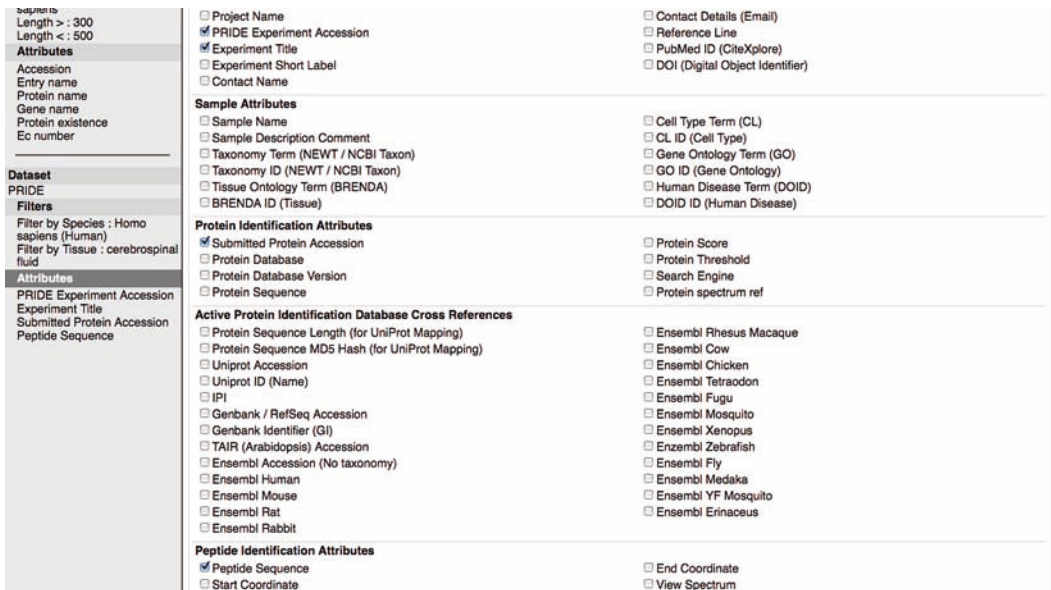 sapiens
Length > : 300
Length < : 500
Attributes
Accession
Entry name
Protein name
Gene name
Protein existence
Ec number
Dataset
PRIDE
Filters
Filter by Species : Homo
sapiens (Human)
Filter by Tissue : cerebrospinal
fluid
Attributes
PRIDE Experiment Accession
Experiment Title
Submitted Protein Accession
Peptide Sequence
Project Name
PRIDE Experiment Accession
Experiment Title
Experiment Short Label
Contact Name
Contact Details (Email)
Reference Line
PubMed ID (CiteXplore)
DOI (Digital Object Identifier)
Sample Attributes
Sample Name
Sample Description Comment
Taxonomy Term (NEWT / NCBI Taxon)
Taxonomy ID (NEWT / NCBI Taxon)
Tissue Ontology Term (BRENDA)
BRENDA ID (Tissue)
Cell Type Term (CL)
CL ID (Cell Type)
Gene Ontology Term (GO)
GO ID (Gene Ontology)
Human Disease Term (DOID)
DOID ID (Human Disease)
Protein Identification Attributes
Submitted Protein Accession
Protein Database
Protein Database Version
Protein Sequence
Protein Score
Protein Threshold
Search Engine
Protein spectrum ref
Active Protein Identification Database Cross References
Protein Sequence Length (for UniProt Mapping)
Protein Sequence MD5 Hash (for UniProt Mapping)
Uniprot Accession
Uniprot ID (Name)
IPI
Genbank / RefSeq Accession
Genbank Identifier (GI)
TAIR (Arabidopsis) Accession
Ensembl Accession (No taxonomy)
Ensembl Human
Ensembl Mouse
Ensembl Rat
Ensembl Rabbit
Ensembl Rhesus Macaque
Ensembl Cow
Ensembl Chicken
Ensembl Tetraodon
Ensembl Fugu
Ensembl Mosquito
Ensembl Xenopus
Enzembl Zebrafish
Ensembl Fly
Ensembl Medaka
Ensembl YF Mosquito
Ensembl Erinaceus
Peptide Identification Attributes
Peptide Sequence
Start Coordinate
End Coordinate
View Spectrum